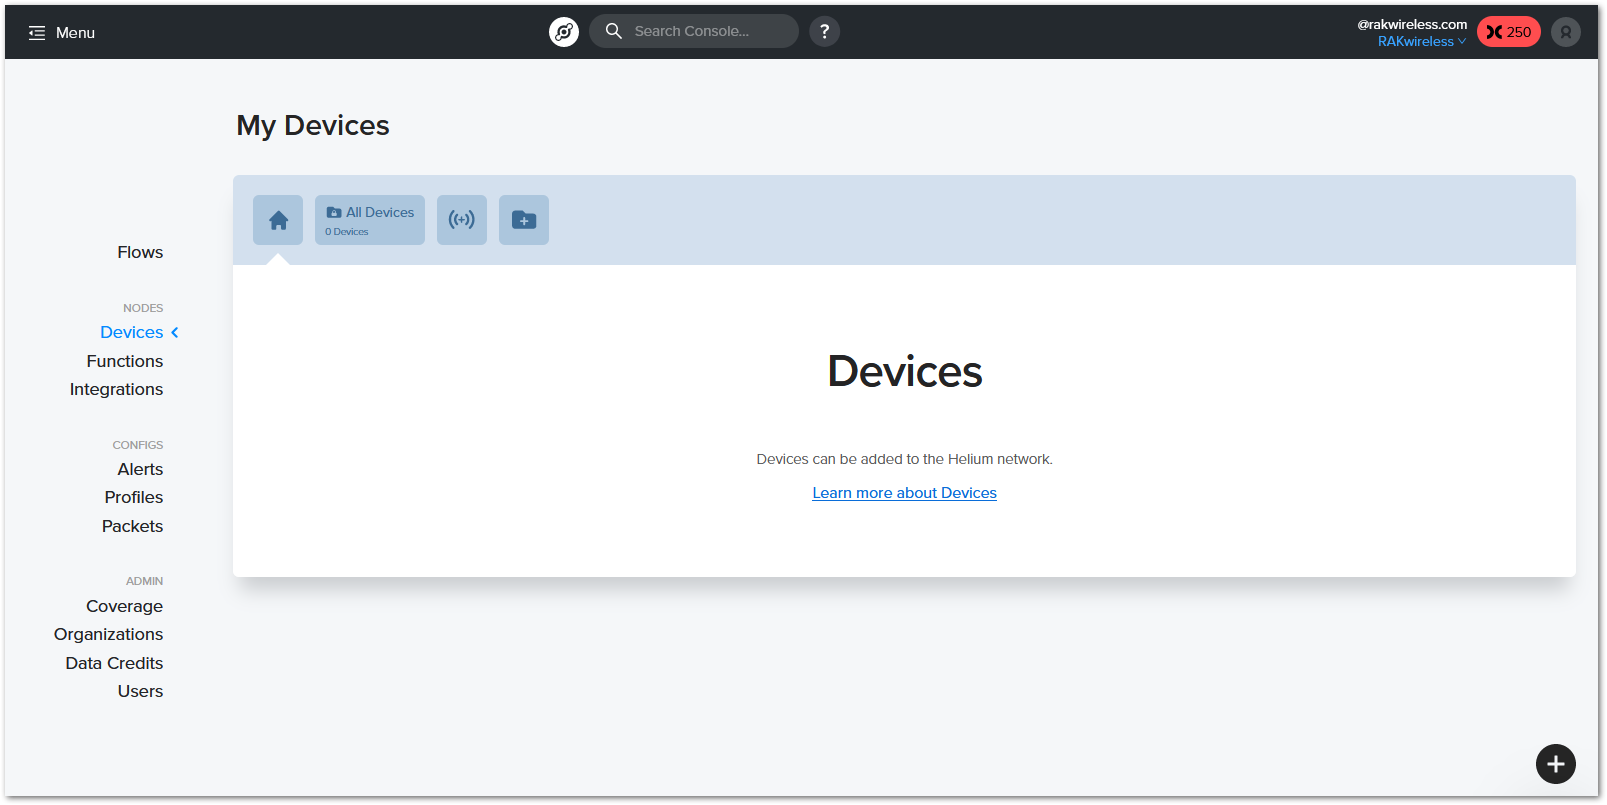 Menu
Search Console...
?
@rakwireless.com
RAKwireless
250
My Devices
All Devices
0 Devices
Flows
NODES
Devices
Functions
Integrations
CONFIGS
Alerts
Profiles
Packets
ADMIN
Coverage
Organizations
Data Credits
Users
Devices
Devices can be added to the Helium network.
Learn more about Devices